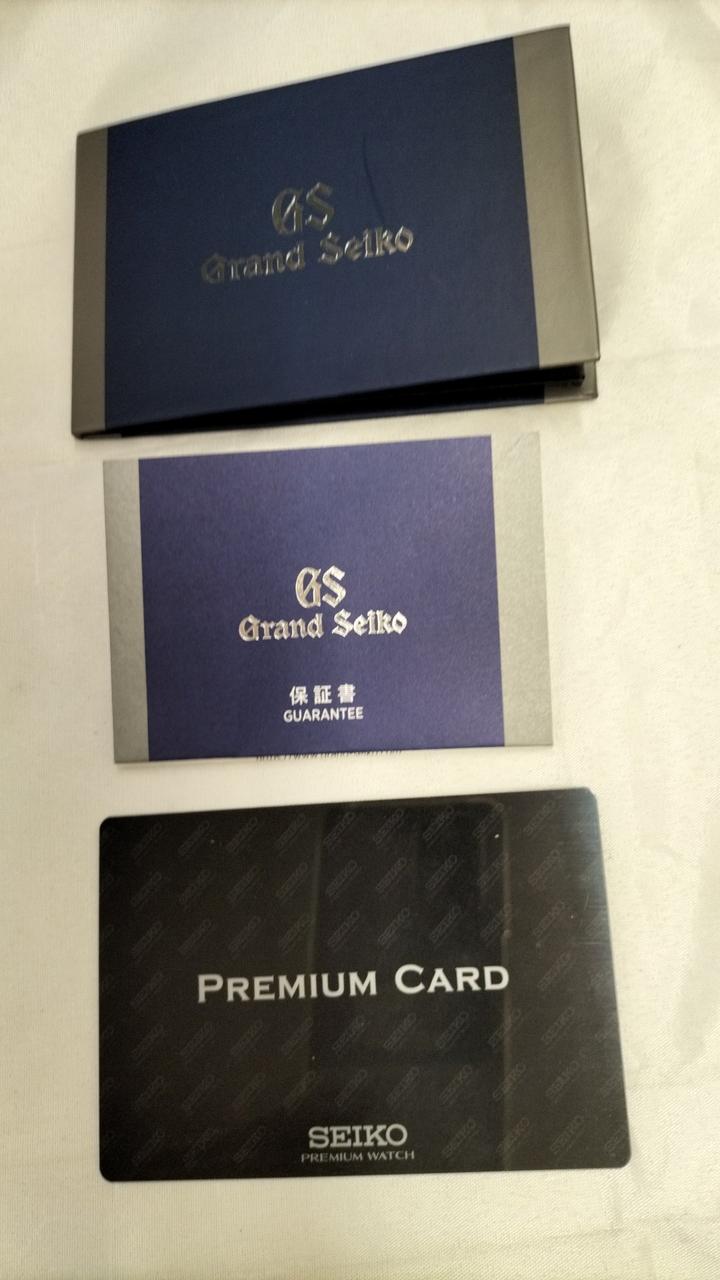 GS
Grand Seiko
GS
Grand Seiko
保証書
GUARANTEE
PREMIUM CARD
SEIKO
PREMIUM WATCH